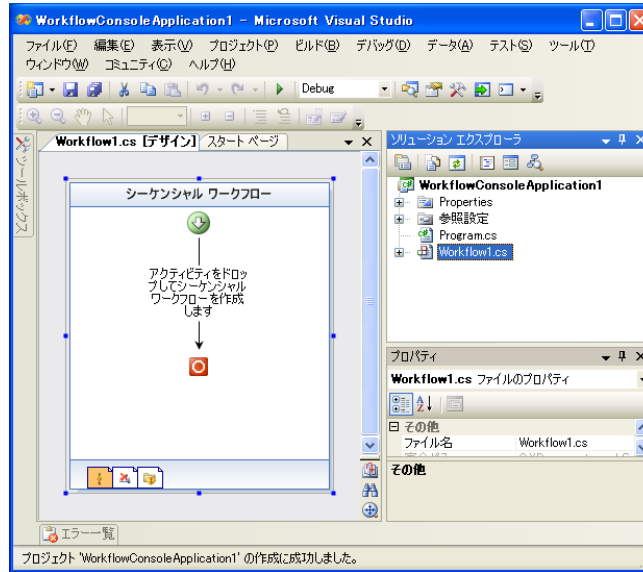 WorkflowConsoleApplication1 - Microsoft Visual Studio
ファイル(F) 編集(E) 表示(V) プロジェクト(P) ビルド(B) デバッグ(D) データ(A) テスト(S) ツール(T)
ウィンドウ(W) コミュニティ(C) ヘルプ(H)
Debug
ツールボックス
Workflow1.cs [デザイン] スタート ページ
シーケンシャル ワークフロー
アクティビティをドロッ
プしてシーケンシャル
ワークフローを作成
します
ソリューション エクスプローラ
WorkflowConsoleApplication1
Properties
参照設定
Program.cs
Workflow1.cs
プロパティ
Workflow1.cs ファイルのプロパティ
その他
ファイル名 Workflow1.cs
その他
エラー一覧
プロジェクト 'WorkflowConsoleApplication1' の作成に成功しました。